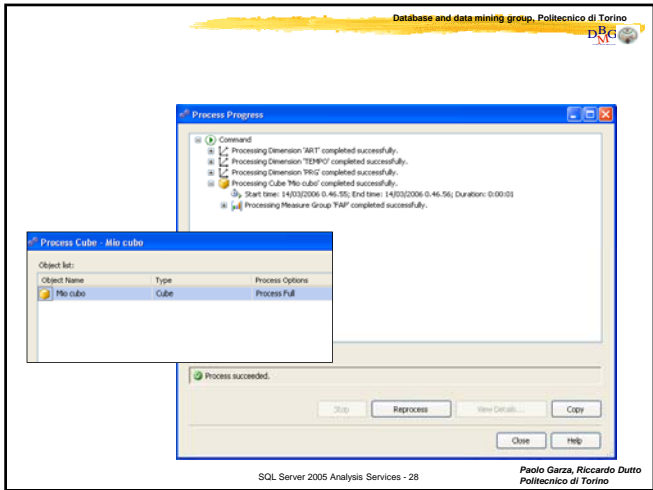 Database and data mining group, Politecnico di Torino
DBMG
Process Progress
Command
Processing Dimension 'ART' completed successfully.
Processing Dimension 'TEMPO' completed successfully.
Processing Dimension 'PRG' completed successfully.
Processing Cube 'Mio cubo' completed successfully.
Start time: 14/03/2006 0.46.55; End time: 14/03/2006 0.46.56; Duration: 0:00:01
Processing Measure Group 'FAP' completed successfully.
Process Cube - Mio cubo
Object list:
Object Name Type Process Options
Mio cubo Cube Process Full
Process succeeded.
Stop Reprocess View Details... Copy
Close Help
SQL Server 2005 Analysis Services - 28
Paolo Garza, Riccardo Dutto
Politecnico di Torino